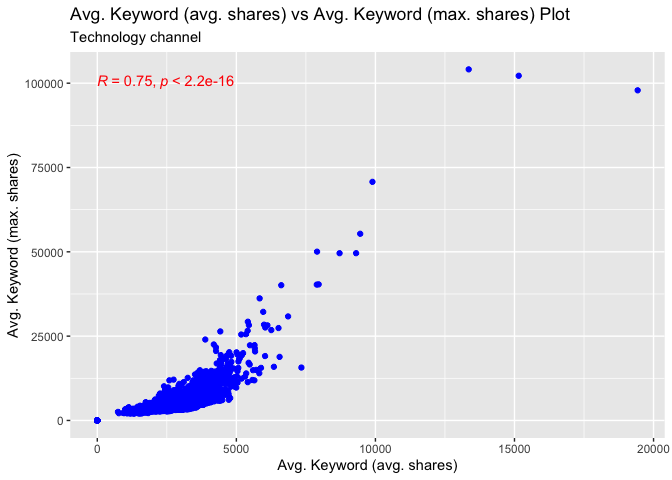 Avg. Keyword (avg. shares) vs Avg. Keyword (max. shares) Plot
Technology channel
R = 0.75, p < 2.2e-16
100000
75000
50000
25000
0
Avg. Keyword (max. shares)
0 5000 10000 15000 20000
Avg. Keyword (avg. shares)